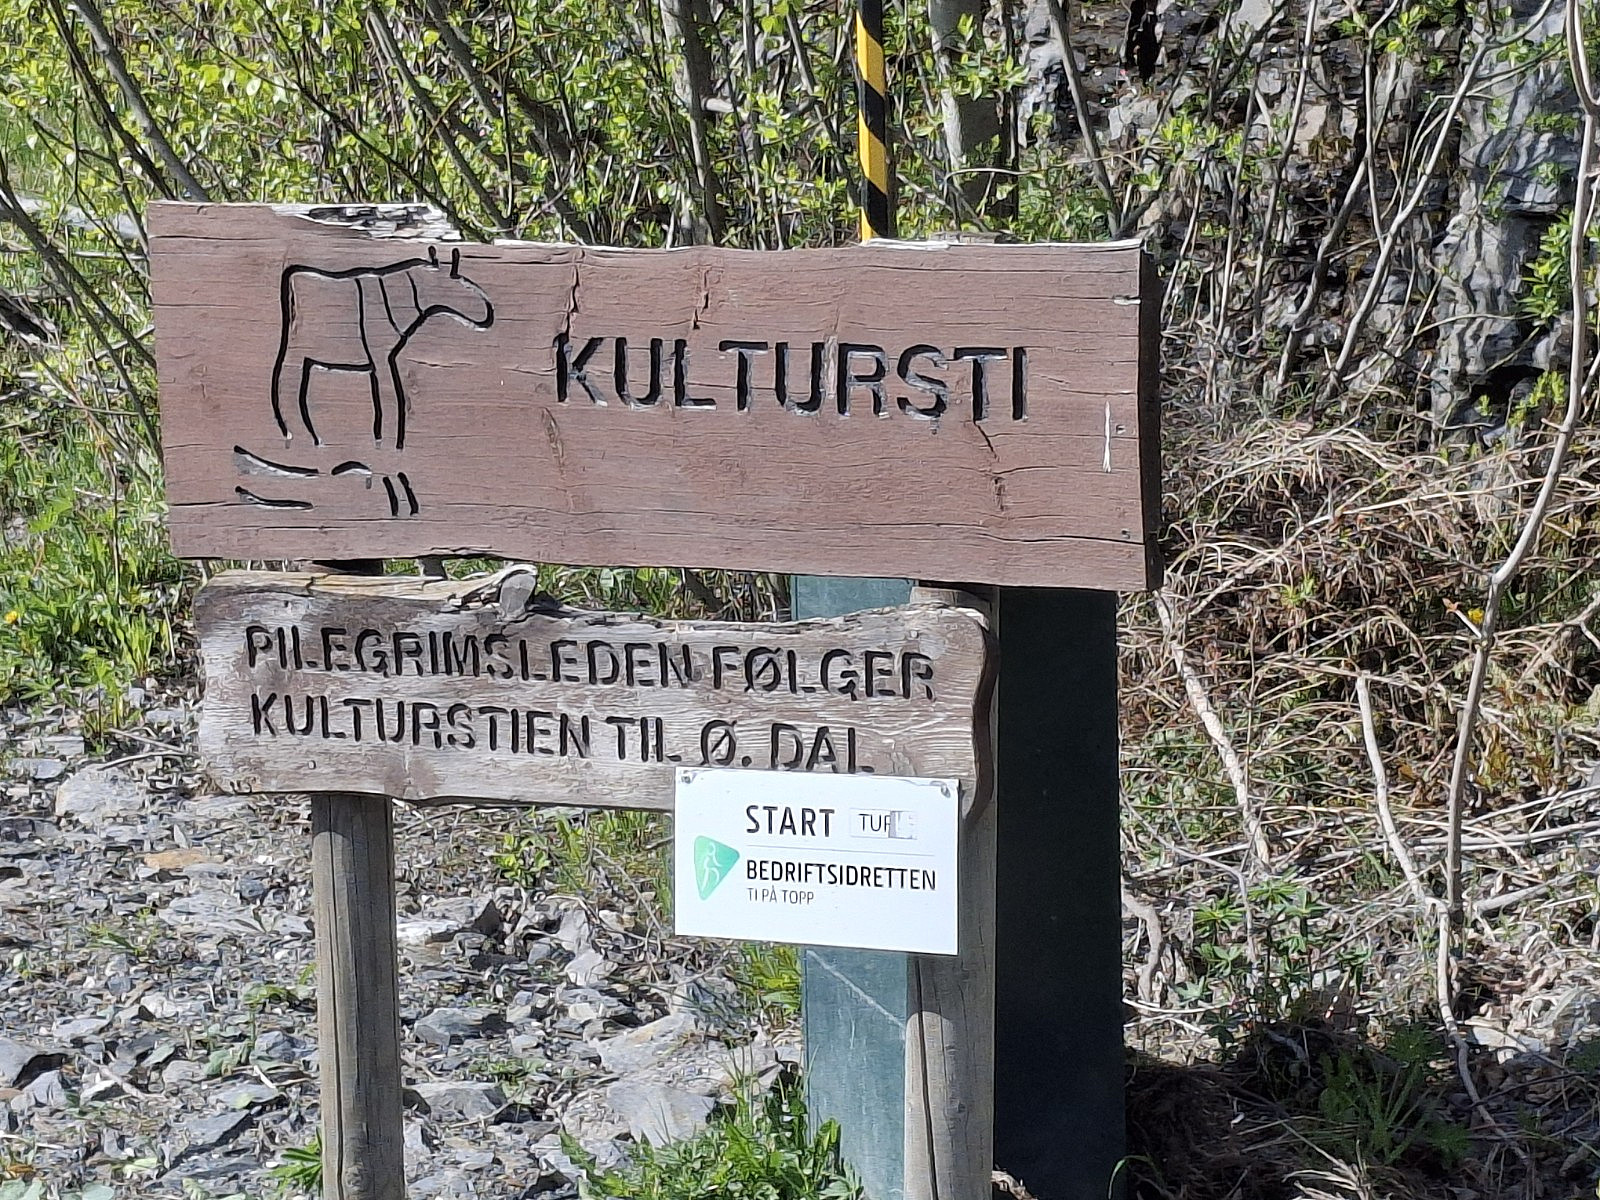 KULTURSTI
PILEGRIMSLEDEN FØLGER
KULTURSTIEN TIL Ø. DAL
START
BEDRIFTSIDRETTEN
TI PÅ TOPP